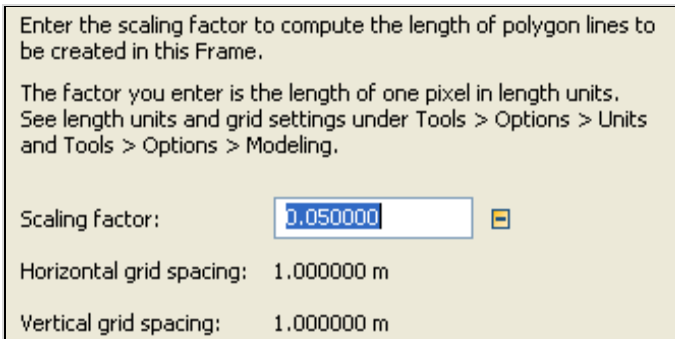 Enter the scaling factor to compute the length of polygon lines to
be created in this Frame.
The factor you enter is the length of one pixel in length units.
See length units and grid settings under Tools > Options > Units
and Tools > Options > Modeling.
Scaling factor: 0.050000
Horizontal grid spacing: 1.000000 m
Vertical grid spacing: 1.000000 m